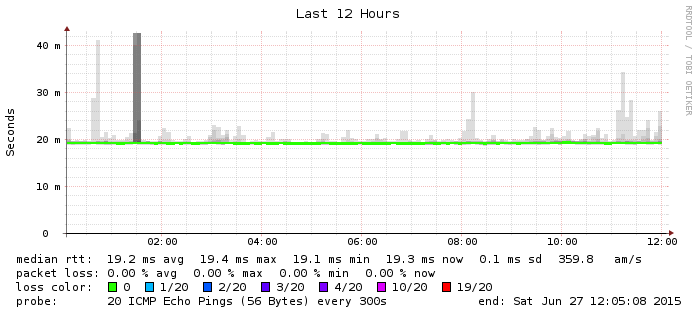 Last 12 Hours
RRDTOOL / TOBI OETIKER
Seconds
40 m
30 m
20 m
10 m
0
02:00 04:00 06:00 08:00 10:00 12:00
median rtt: 19.2 ms avg 19.4 ms max 19.1 ms min 19.3 ms now 0.1 ms sd 359.8 am/s
packet loss: 0.00 % avg 0.00 % max 0.00 % min 0.00 % now
loss color: 0 1/20 2/20 3/20 4/20 10/20 19/20
probe: 20 ICMP Echo Pings (56 Bytes) every 300s end: Sat Jun 27 12:05:08 2015